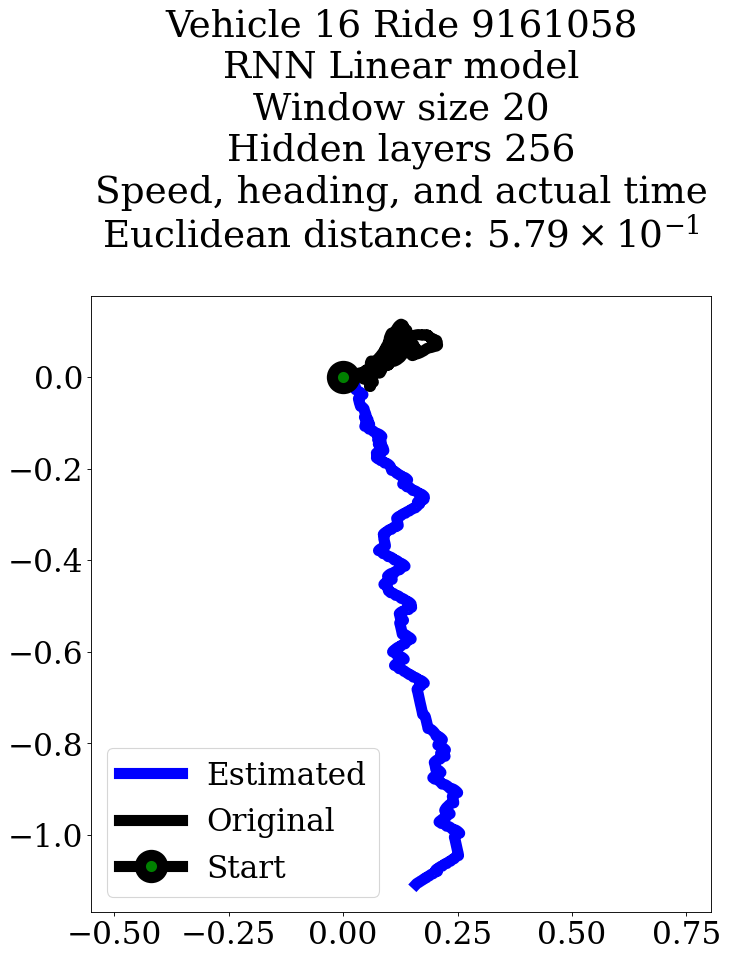 Vehicle 16 Ride 9161058
RNN Linear model
Window size 20
Hidden layers 256
Speed, heading, and actual time
Euclidean distance: 5.79 × 10⁻¹
0.0
−0.2
−0.4
−0.6
−0.8
−1.0
Estimated
Original
Start
−0.50 −0.25 0.00 0.25 0.50 0.75